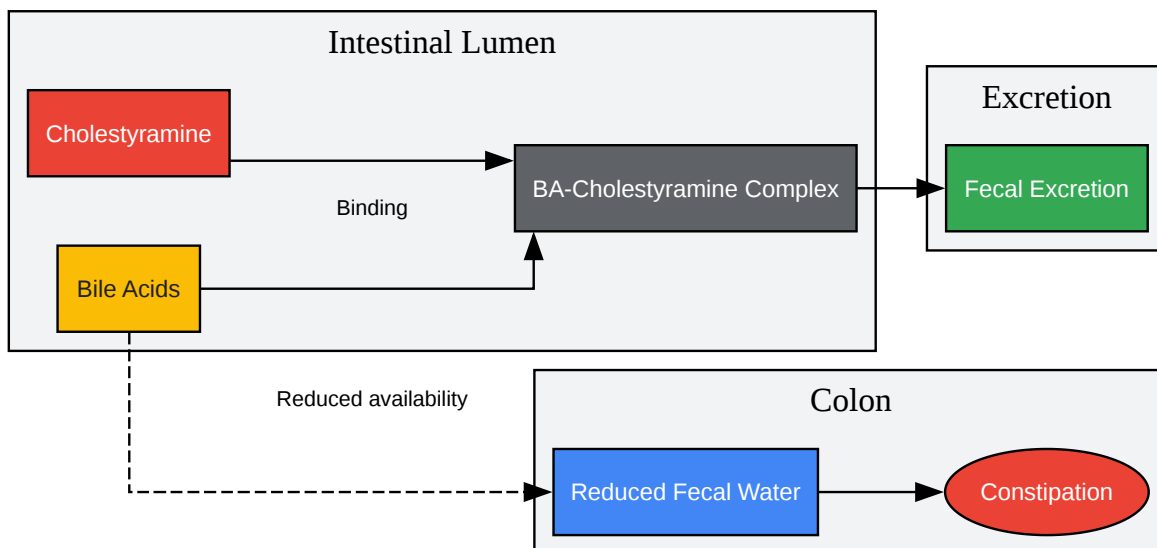 Intestinal Lumen
Excretion
Cholestyramine
Binding
BA-Cholestyramine Complex
Fecal Excretion
Bile Acids
Reduced availability
Colon
Reduced Fecal Water
Constipation